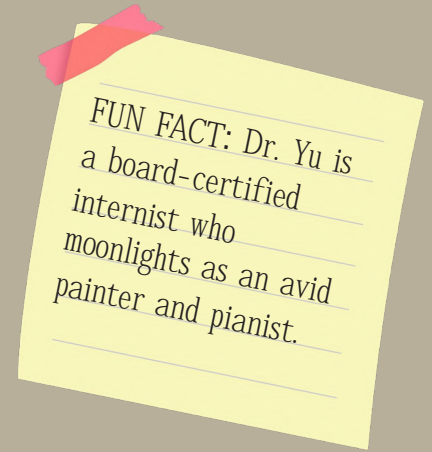 FUN FACT: Dr. Yu is
a board-certified
internist who
moonlights as an avid
painter and pianist.